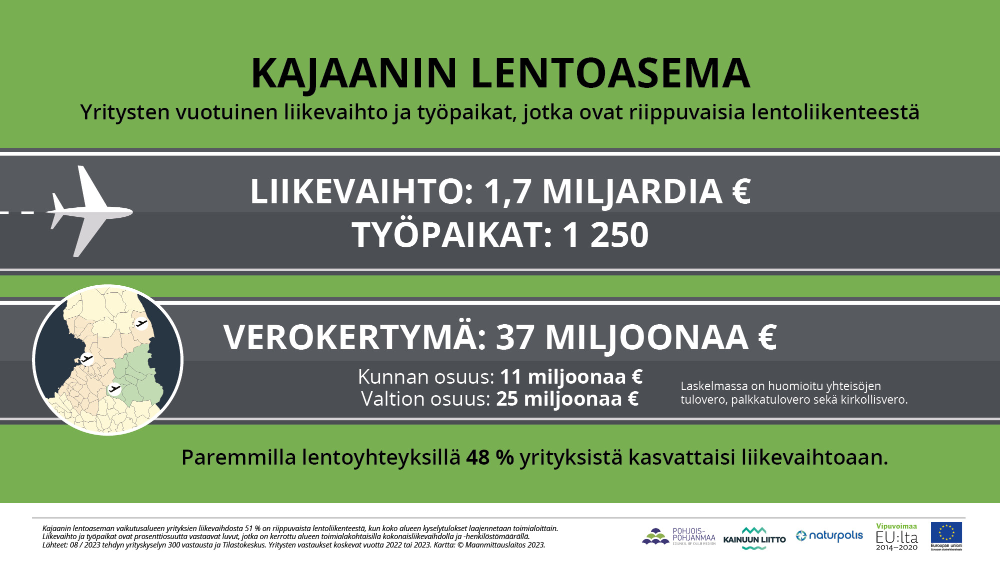 KAJAANIN LENTOASEMA
Yritysten vuotuinen liikevaihto ja työpaikat, jotka ovat riippuvaisia lentoliikenteestä
LIIKEVAIHTO: 1,7 MILJARDIA €
TYÖPAIKAT: 1 250
VEROKERTYMÄ: 37 MILJOONAA €
Kunnan osuus: 11 miljoonaa €
Valtion osuus: 25 miljoonaa €
Laskelmassa on huomioitu yhteisöjen
tulovero, palkkatulovero sekä kirkollisvero.
Paremmilla lentoyhteyksillä 48 % yrityksistä kasvattaisi liikevaihtoaan.
Kajaanin lentoaseman vaikutusalueen yrityksien liikevaihdosta 51 % on riippuvaista lentoliikenteestä, kun koko alueen kyselytulokset laajennetaan toimialoittain.
Liikevaihto ja työpaikat ovat prosenttiosuutta vastaavat luvut, jotka on kerrottu alueen toimialakohtaisilla kokonaisliikevaihdolla ja -henkilöstömäärällä.
Lähteet: 08 / 2023 tehdyn yrityskyselyn 300 vastausta ja Tilastokeskus. Yritysten vastaukset koskevat vuotta 2022 tai 2023. Kartta: © Maanmittauslaitos 2023.
POHJOIS-
POHJANMAA
COUNCIL OF OULU REGION
KAINUUN LIITTO
naturpolis
Vipuvoimaa
EU:lta
2014–2020
Euroopan unioni
Euroopan aluekehitysrahasto